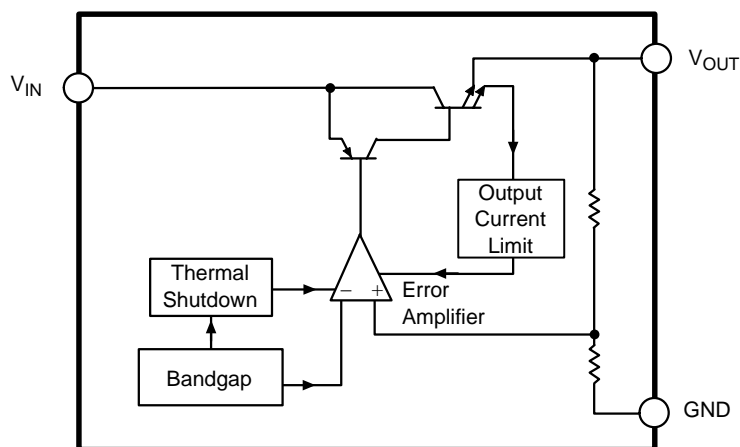 V_IN
V_OUT
Output
Current
Limit
Thermal
Shutdown
− +
Error
Amplifier
Bandgap
GND